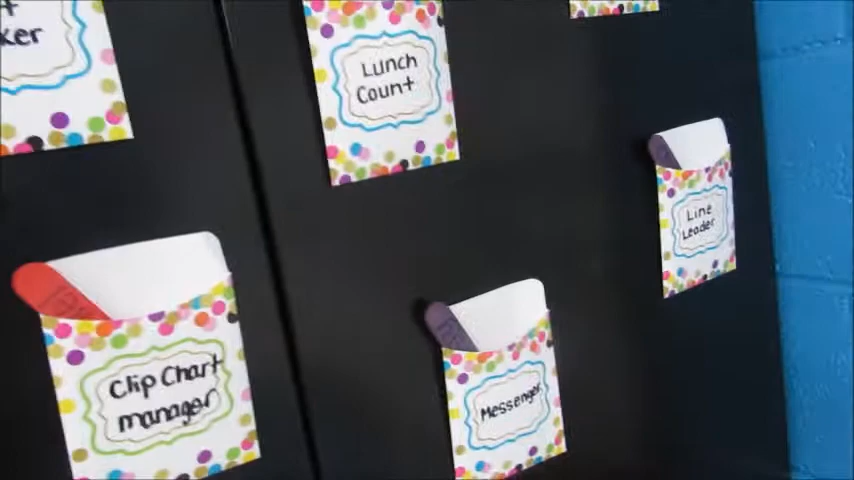 Lunch
Count
Line
Leader
Clip Chart
manager
Messenger